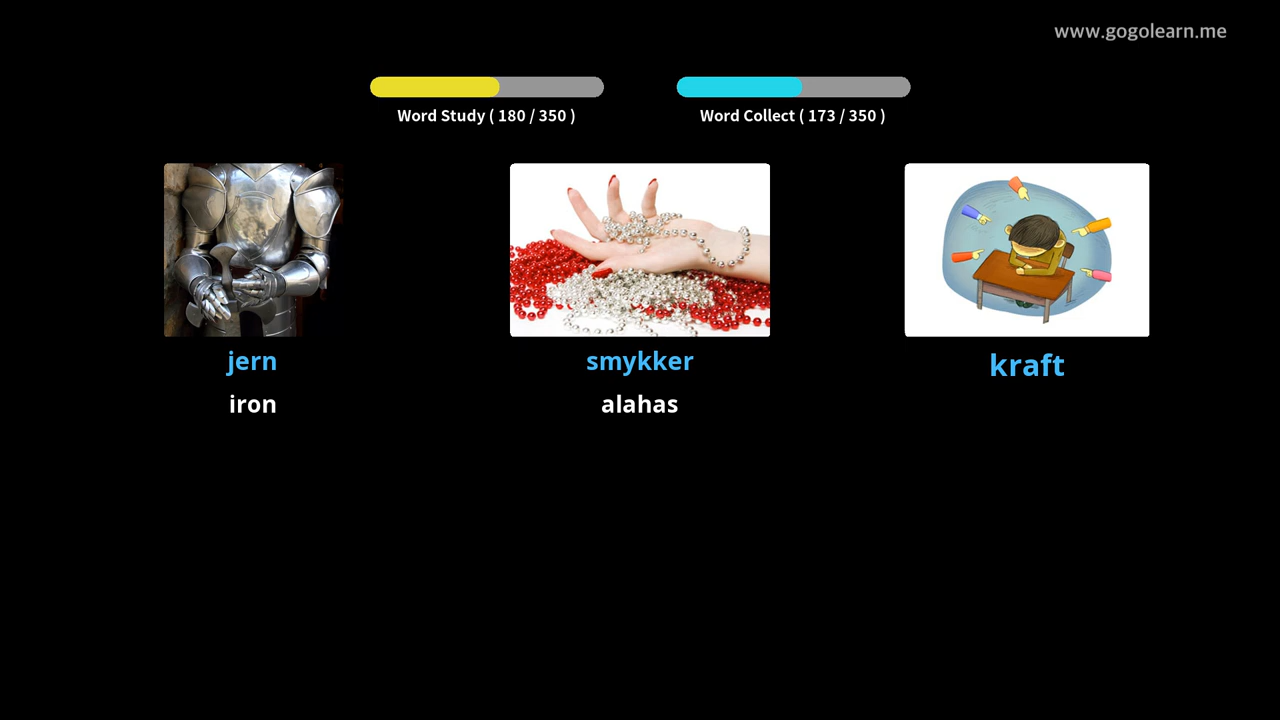 www.gogolearn.me
Word Study ( 180 / 350 )
Word Collect ( 173 / 350 )
jern
iron
smykker
alahas
kraft